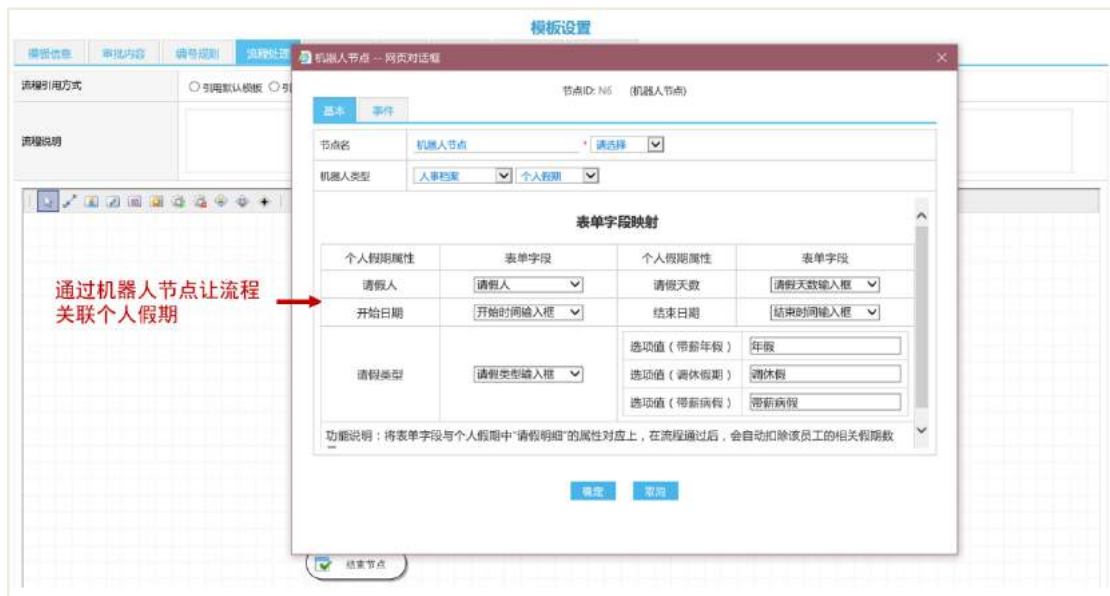 模板设置
模板信息 审批内容 编号规则 流程处理
机器人节点 -- 网页对话框
流程引用方式 引用默认模板 引
节点ID: N6 (机器人节点)
基本 事件
流程说明
节点名 机器人节点 * 请选择
机器人类型 人事档案 个人假期
表单字段映射
个人假期属性 表单字段 个人假期属性 表单字段
请假人 请假人 请假天数 请假天数输入框
开始日期 开始时间输入框 结束日期 结束时间输入框
请假类型 请假类型输入框
选项值（带薪年假） 年假
选项值（调休假期） 调休假
选项值（带薪病假） 带薪病假
功能说明：将表单字段与个人假期中"请假明细"的属性对应上，在流程通过后，会自动扣除该员工的相关假期数
确定 取消
通过机器人节点让流程
关联个人假期
结束节点